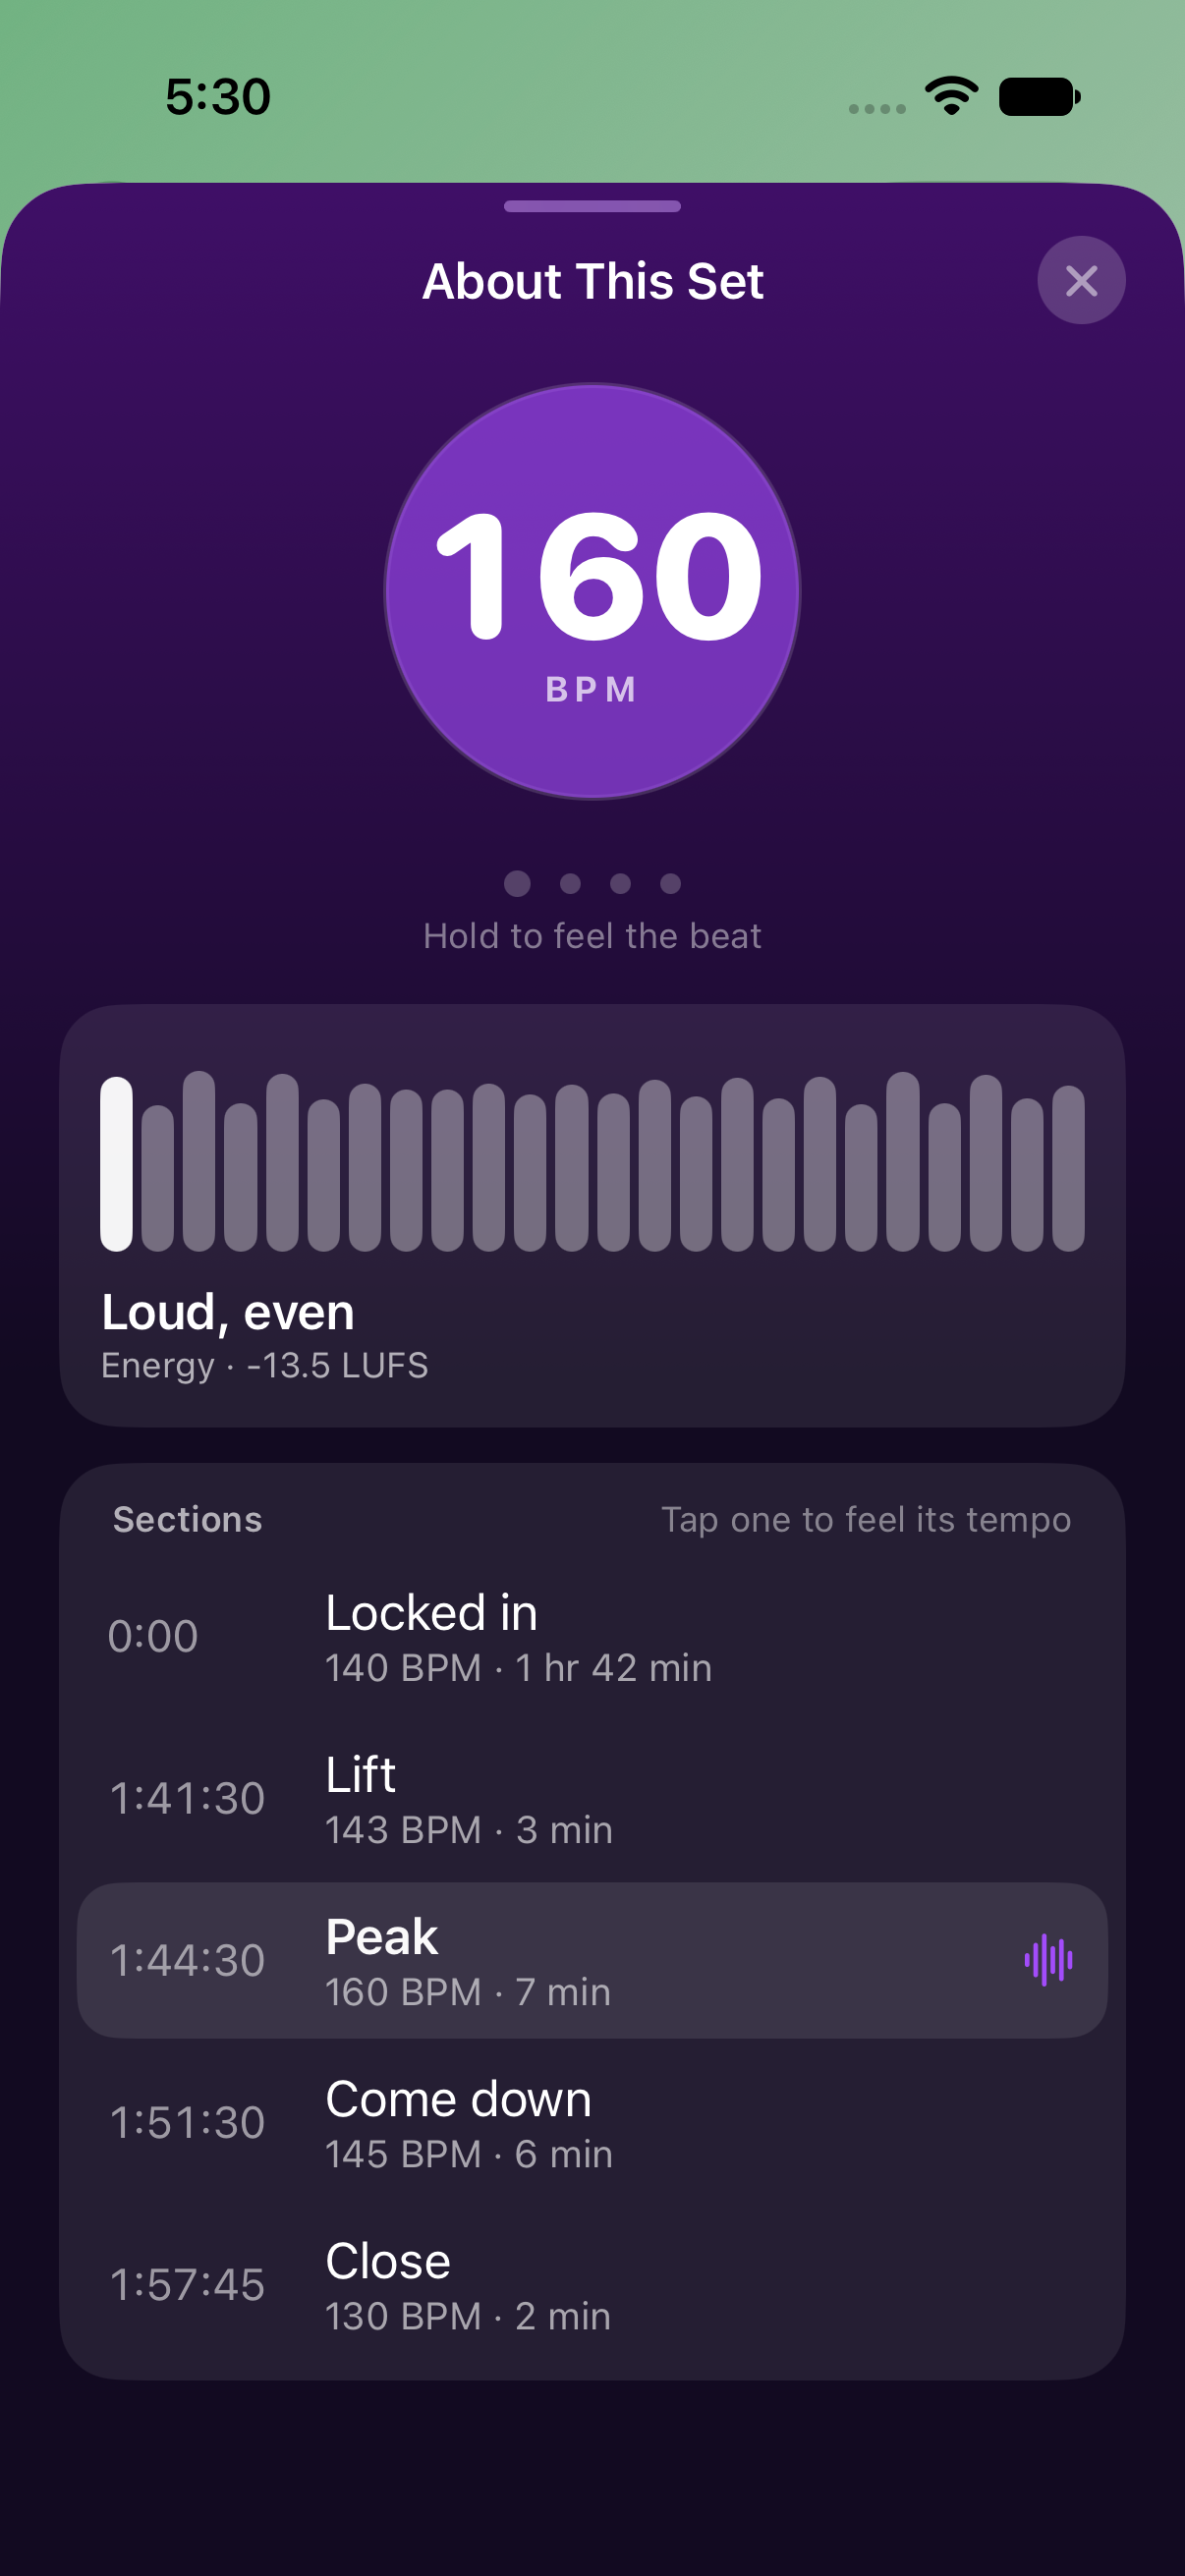 5:30
About This Set
160
BPM
Hold to feel the beat
Loud, even
Energy · -13.5 LUFS
Sections
Tap one to feel its tempo
0:00
Locked in
140 BPM · 1 hr 42 min
1:41:30
Lift
143 BPM · 3 min
1:44:30
Peak
160 BPM · 7 min
1:51:30
Come down
145 BPM · 6 min
1:57:45
Close
130 BPM · 2 min